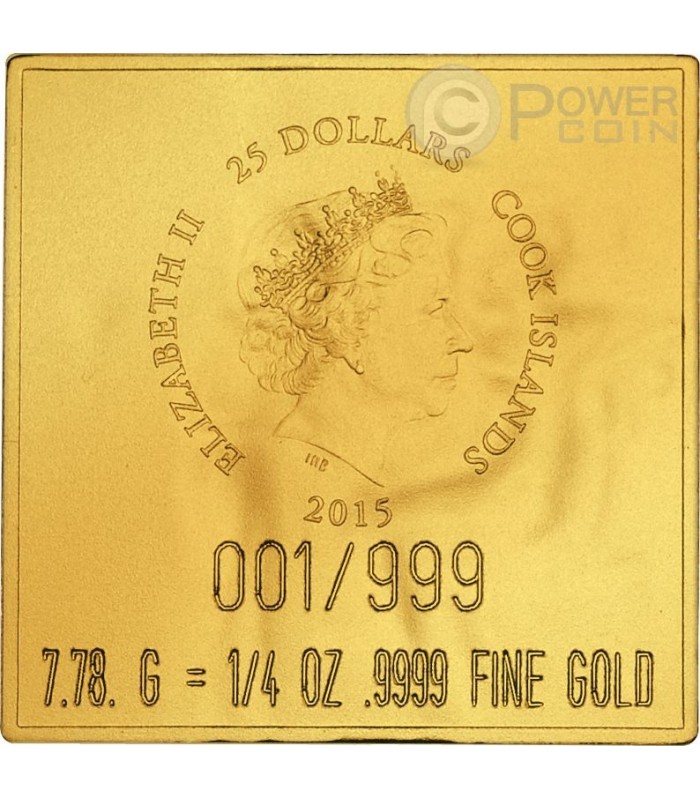 POWER
COIN
ELIZABETH II 25 DOLLARS COOK ISLANDS
IRB
2015
001/999
7.78. G = 1/4 OZ .9999 FINE GOLD